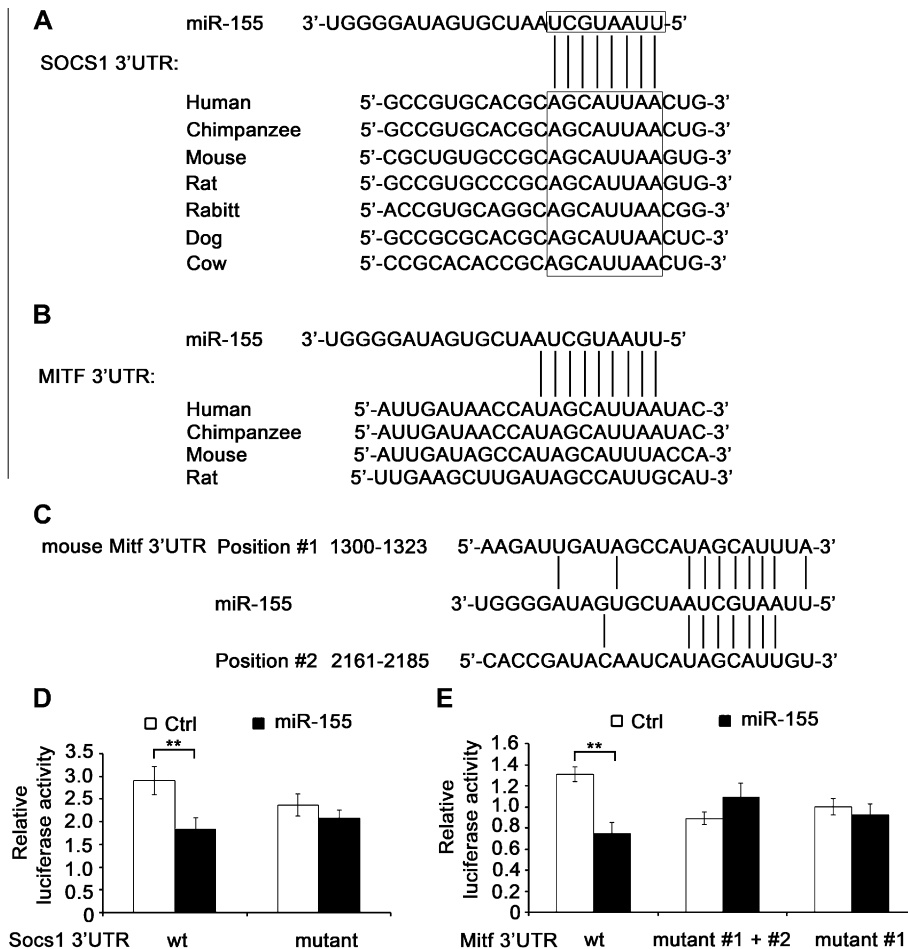 A
miR-155 3'-UGGGGAUAGUGCUAAUCGUAAUU-5'
SOCS1 3'UTR:
Human 5'-GCCGUGCACGCAGCAUUAACUG-3'
Chimpanzee 5'-GCCGUGCACGCAGCAUUAACUG-3'
Mouse 5'-CGCUGUGCCGCAGCAUUAAGUG-3'
Rat 5'-GCCGUGCCCGCAGCAUUAAGUG-3'
Rabitt 5'-ACCGUGCAGGCAGCAUUAACGG-3'
Dog 5'-GCCGCGCACGCAGCAUUAACUC-3'
Cow 5'-CCGCACACCGCAGCAUUAACUG-3'
B
miR-155 3'-UGGGGAUAGUGCUAAUCGUAAUU-5'
MITF 3'UTR:
Human 5'-AUUGAUAACCAUAGCAUUAAUAC-3'
Chimpanzee 5'-AUUGAUAACCAUAGCAUUAAUAC-3'
Mouse 5'-AUUGAUAGCCAUAGCAUUUACCA-3'
Rat 5'-UUGAAGCUUGAUAGCCAUUGCAU-3'
C
mouse Mitf 3'UTR Position #1 1300-1323 5'-AAGAUUGAUAGCCAUAGCAUUUA-3'
miR-155 3'-UGGGGAUAGUGCUAAUCGUAAUU-5'
Position #2 2161-2185 5'-CACCGAUACAAUCAUAGCAUUGU-3'
D
Ctrl miR-155
**
Relative
luciferase activity
3.5
3.0
2.5
2.0
1.5
1.0
0.5
0
Socs1 3'UTR wt mutant
E
Ctrl miR-155
**
Relative
luciferase activity
1.6
1.4
1.2
1.0
0.8
0.6
0.4
0.2
0
Mitf 3'UTR wt mutant #1 + #2 mutant #1